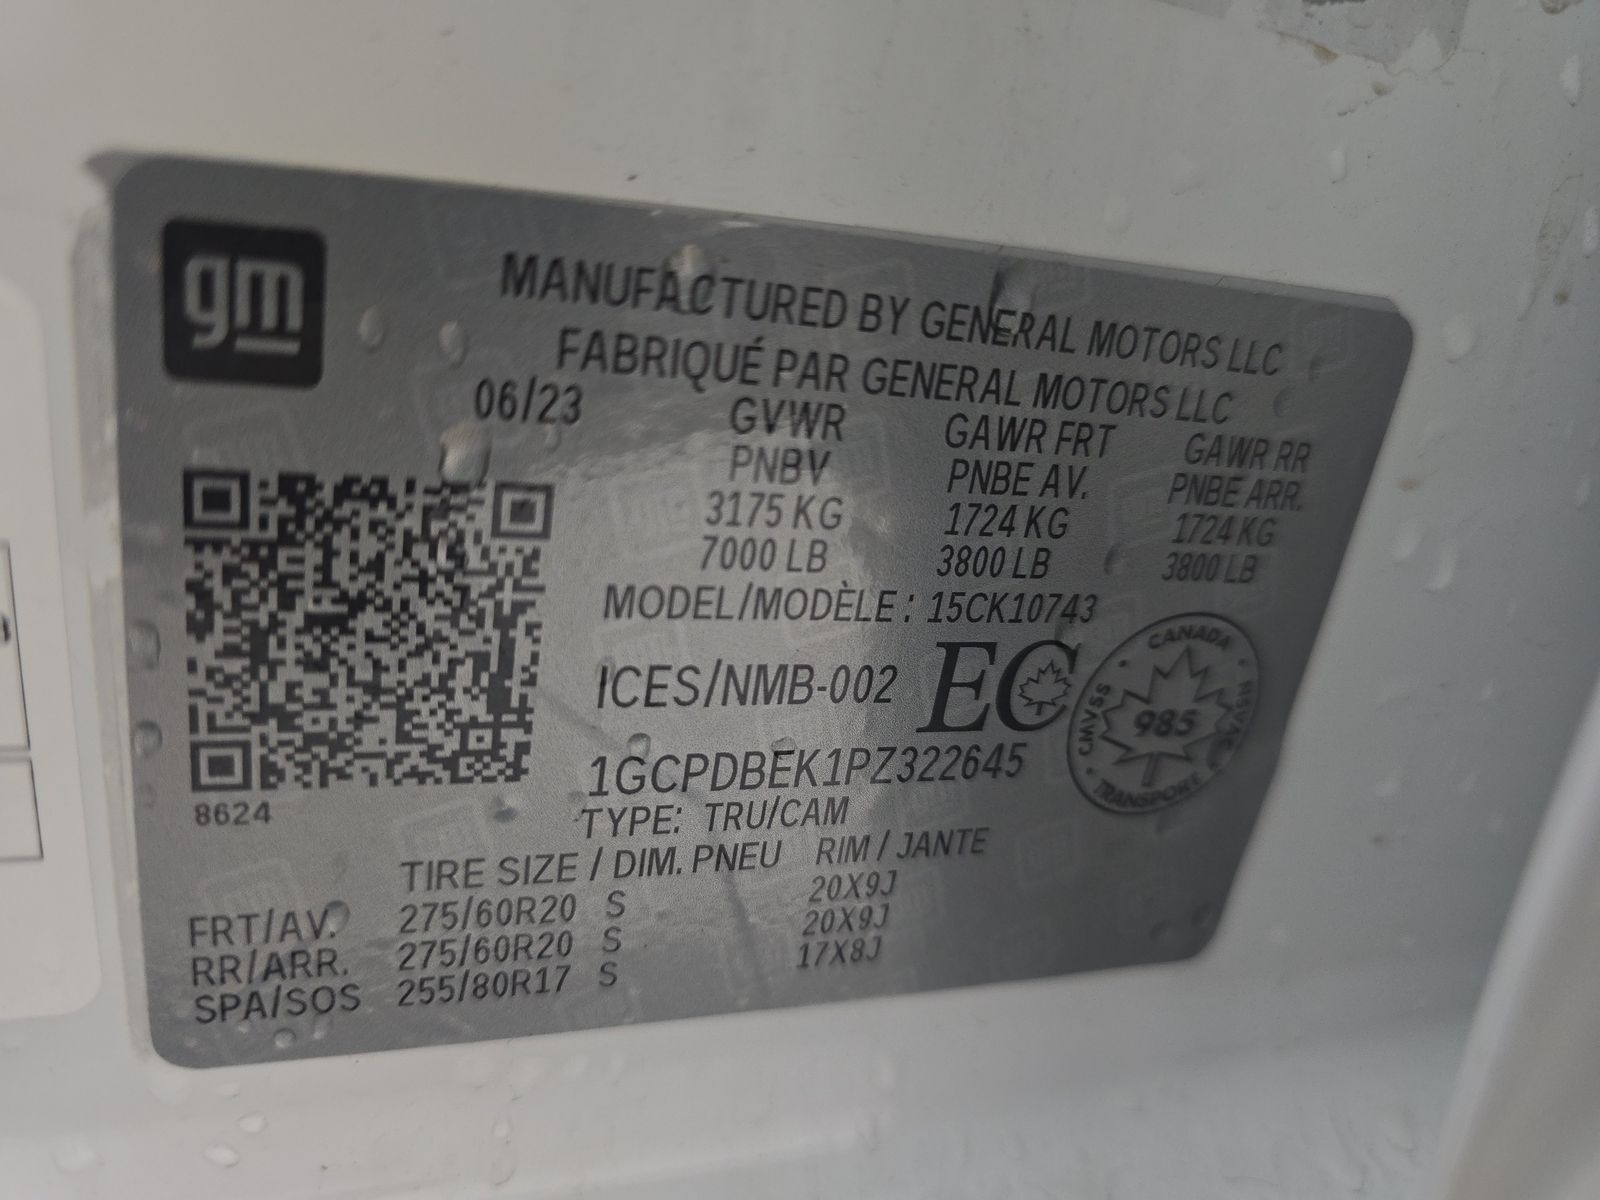 gm
MANUFACTURED BY GENERAL MOTORS LLC
FABRIQUÉ PAR GENERAL MOTORS LLC
06/23
GVWR GAWR FRT GAWR RR
PNBV PNBE AV. PNBE ARR.
3175 KG 1724 KG 1724 KG
7000 LB 3800 LB 3800 LB
MODEL/MODÈLE : 15CK10743
ICES/NMB-002 EC
CANADA
CMVSS 985 NSVAC
TRANSPORT
1GCPDBEK1PZ322645
8624
TYPE: TRU/CAM
TIRE SIZE / DIM. PNEU RIM / JANTE
FRT/AV. 275/60R20 S 20X9J
RR/ARR. 275/60R20 S 20X9J
SPA/SOS 255/80R17 S 17X8J